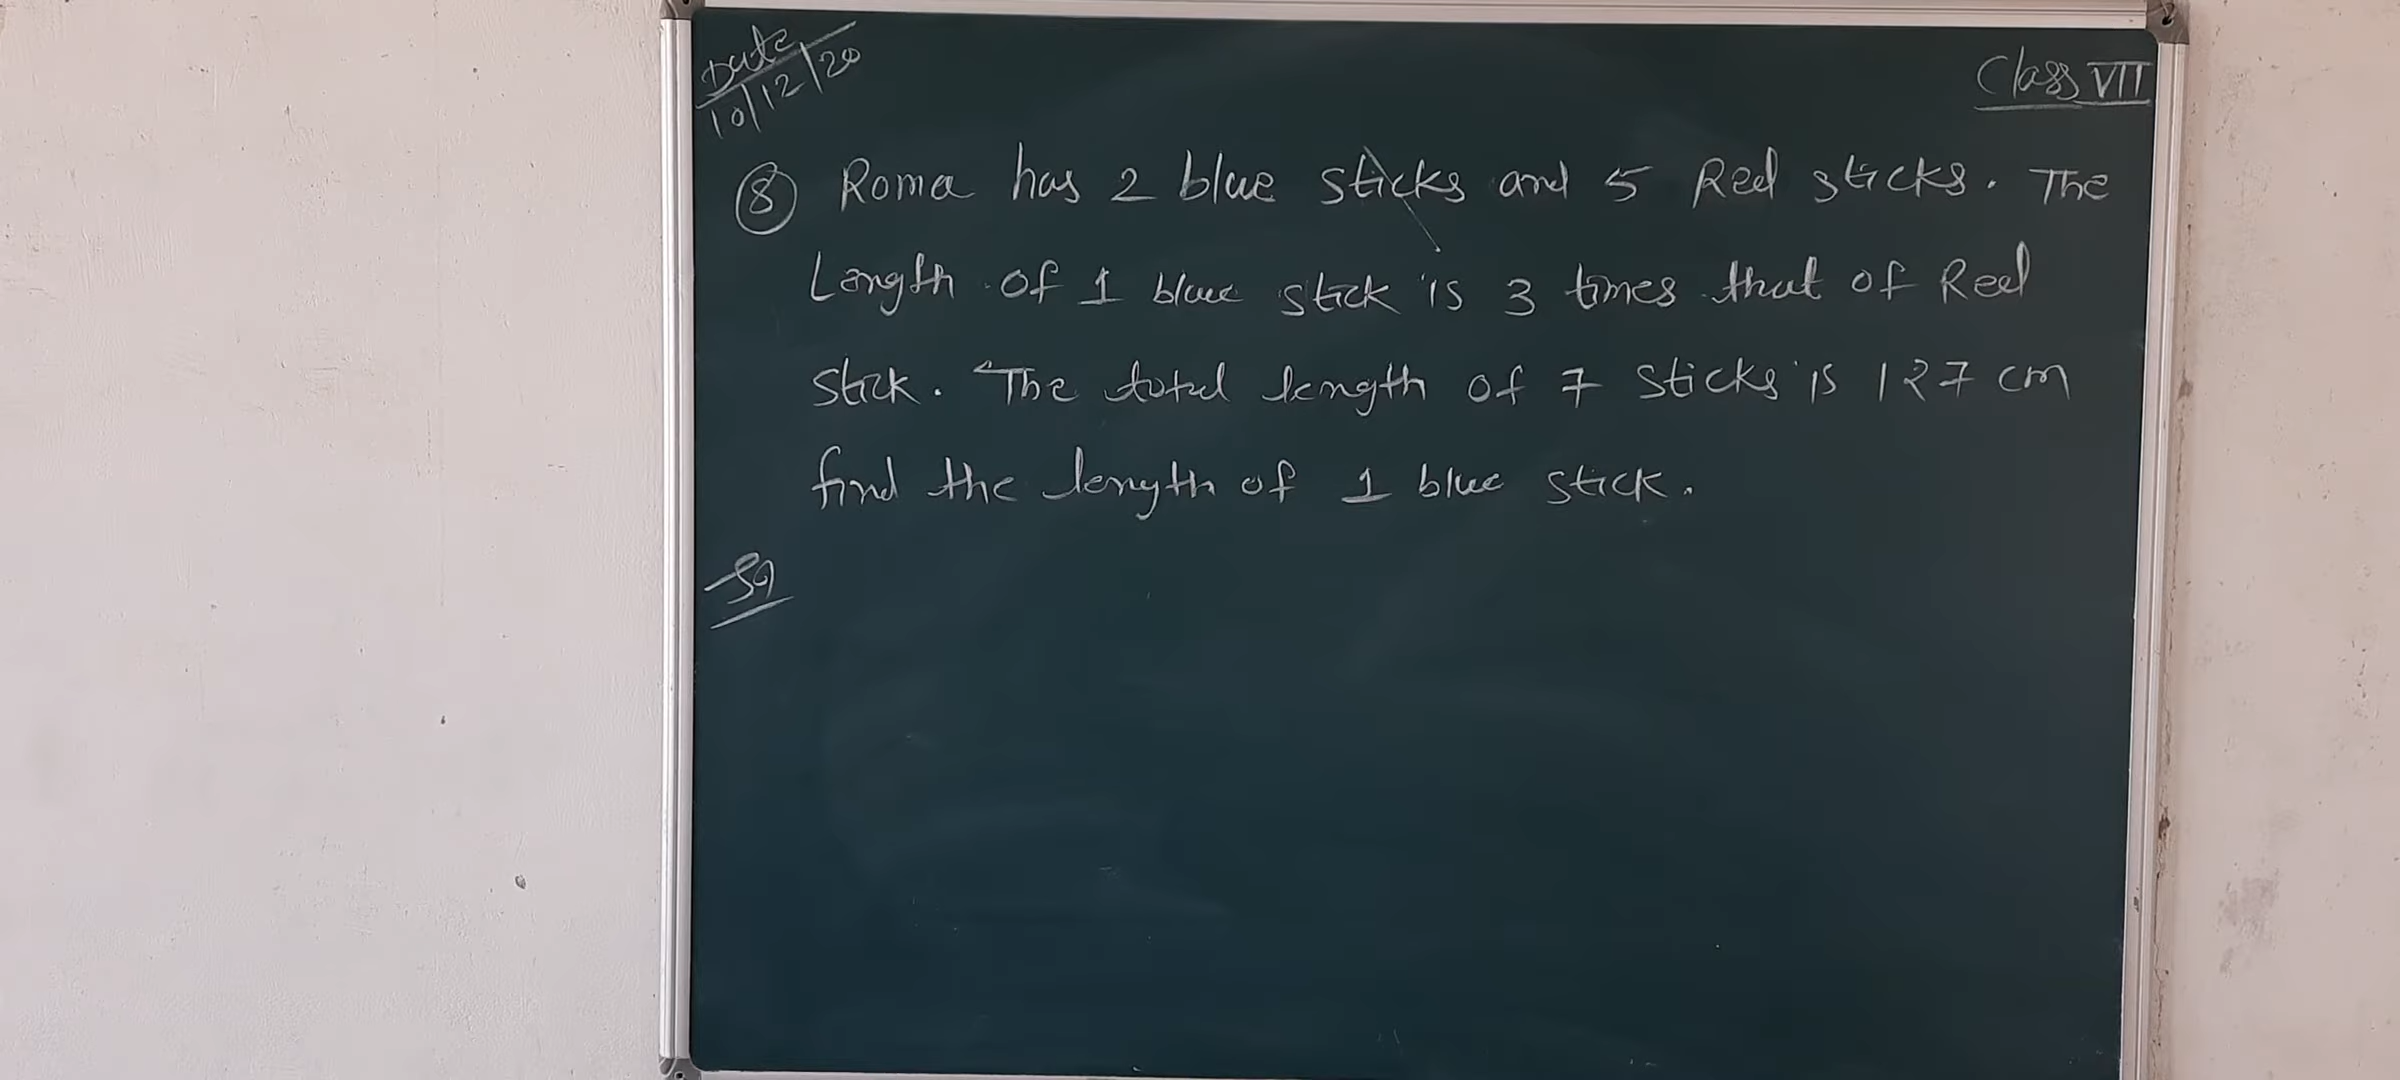 Date
10/12/20
Class VII
8 Roma has 2 blue sticks and 5 Red sticks. The
Length of 1 blue stick is 3 times that of Red
stick. The total length of 7 sticks is 127 cm
find the length of 1 blue stick.